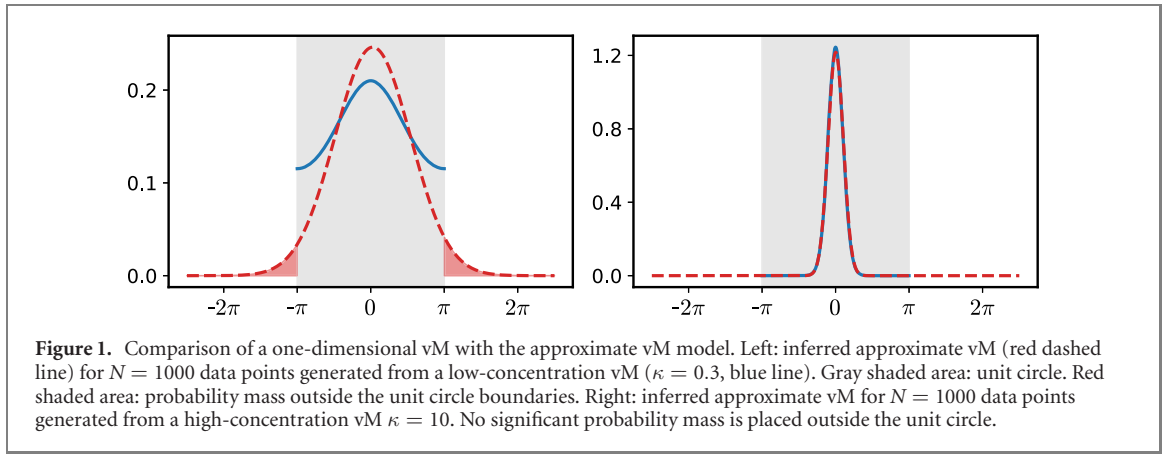 0.2
0.1
0.0
-2π -π 0 π 2π
1.2
0.8
0.4
0.0
-2π -π 0 π 2π
Figure 1. Comparison of a one-dimensional vM with the approximate vM model. Left: inferred approximate vM (red dashed
line) for N = 1000 data points generated from a low-concentration vM (κ = 0.3, blue line). Gray shaded area: unit circle. Red
shaded area: probability mass outside the unit circle boundaries. Right: inferred approximate vM for N = 1000 data points
generated from a high-concentration vM κ = 10. No significant probability mass is placed outside the unit circle.